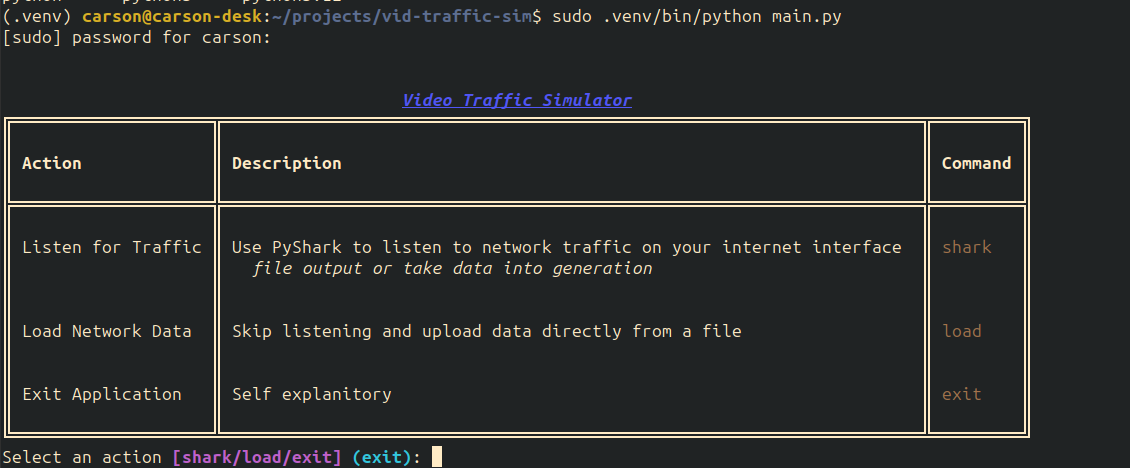 (.venv) carson@carson-desk:~/projects/vid-traffic-sim$ sudo .venv/bin/python main.py
[sudo] password for carson:
Video Traffic Simulator
Action Description Command
Listen for Traffic Use PyShark to listen to network traffic on your internet interface shark
file output or take data into generation
Load Network Data Skip listening and upload data directly from a file load
Exit Application Self explanitory exit
Select an action [shark/load/exit] (exit):